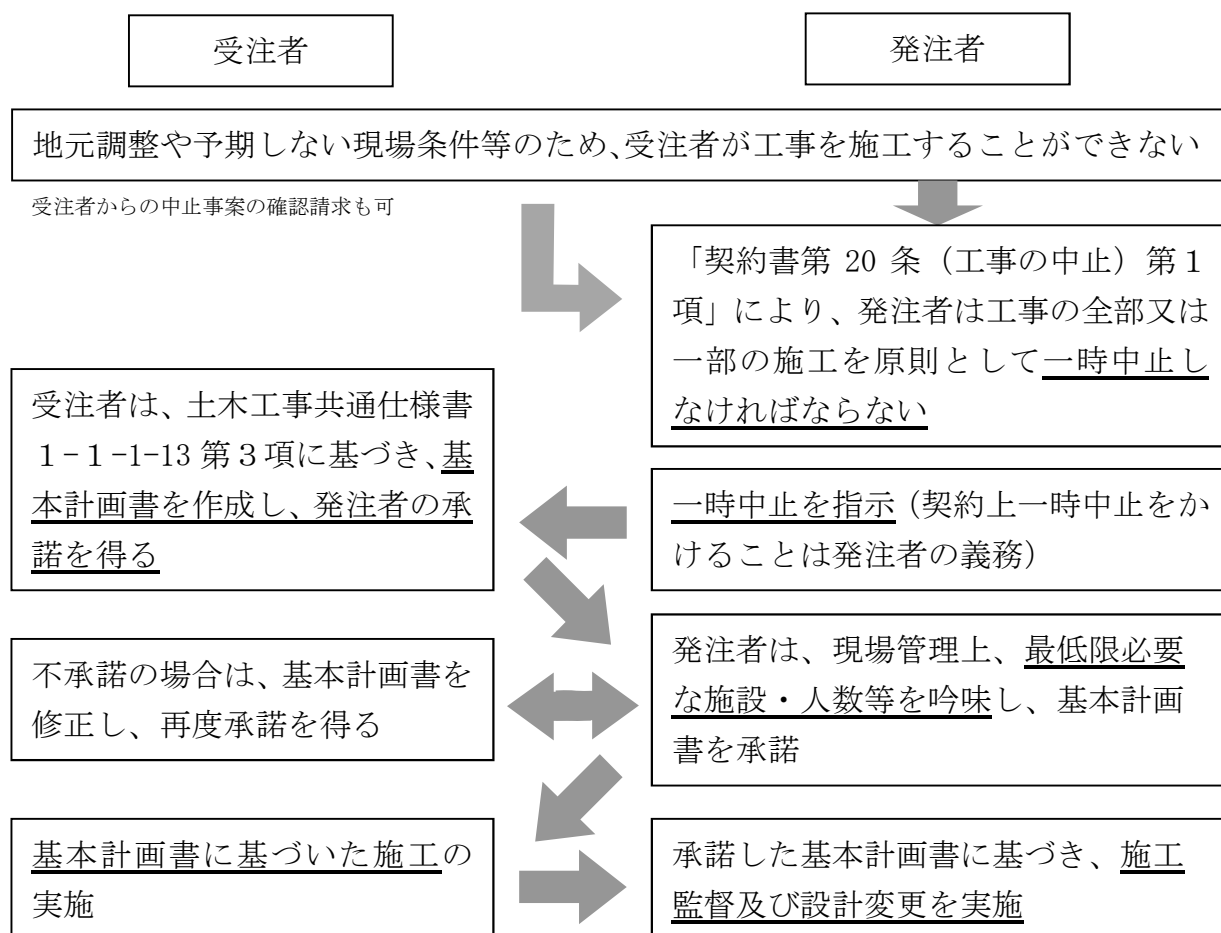 受注者
発注者
地元調整や予期しない現場条件等のため、受注者が工事を施工することができない
受注者からの中止事案の確認請求も可
「契約書第 20 条（工事の中止）第１
項」により、発注者は工事の全部又は
一部の施工を原則として一時中止し
なければならない
受注者は、土木工事共通仕様書
１-１-1-13 第３項に基づき、基
本計画書を作成し、発注者の承
諾を得る
一時中止を指示（契約上一時中止をか
けることは発注者の義務）
発注者は、現場管理上、最低限必要
な施設・人数等を吟味し、基本計画
書を承諾
不承諾の場合は、基本計画書を
修正し、再度承諾を得る
基本計画書に基づいた施工の
実施
承諾した基本計画書に基づき、施工
監督及び設計変更を実施